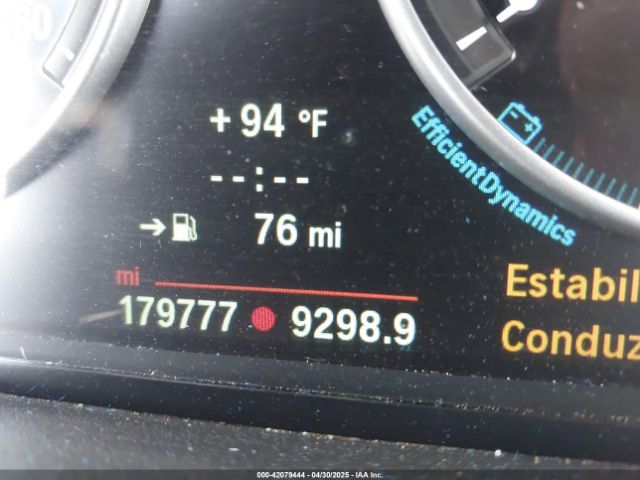 +94 °F
--:--
→ 76 mi
EfficientDynamics
mi
179777 9298.9
Estabil
Conduz
000-42079444 - 04/30/2025 - IAA Inc.